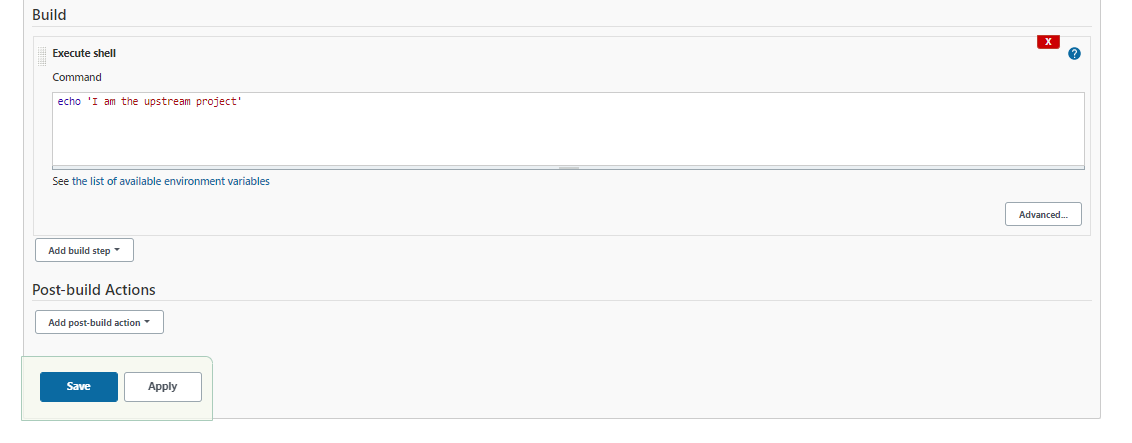 Build
X
Execute shell
?
Command
echo 'I am the upstream project'
See the list of available environment variables
Advanced...
Add build step
Post-build Actions
Add post-build action
Save Apply